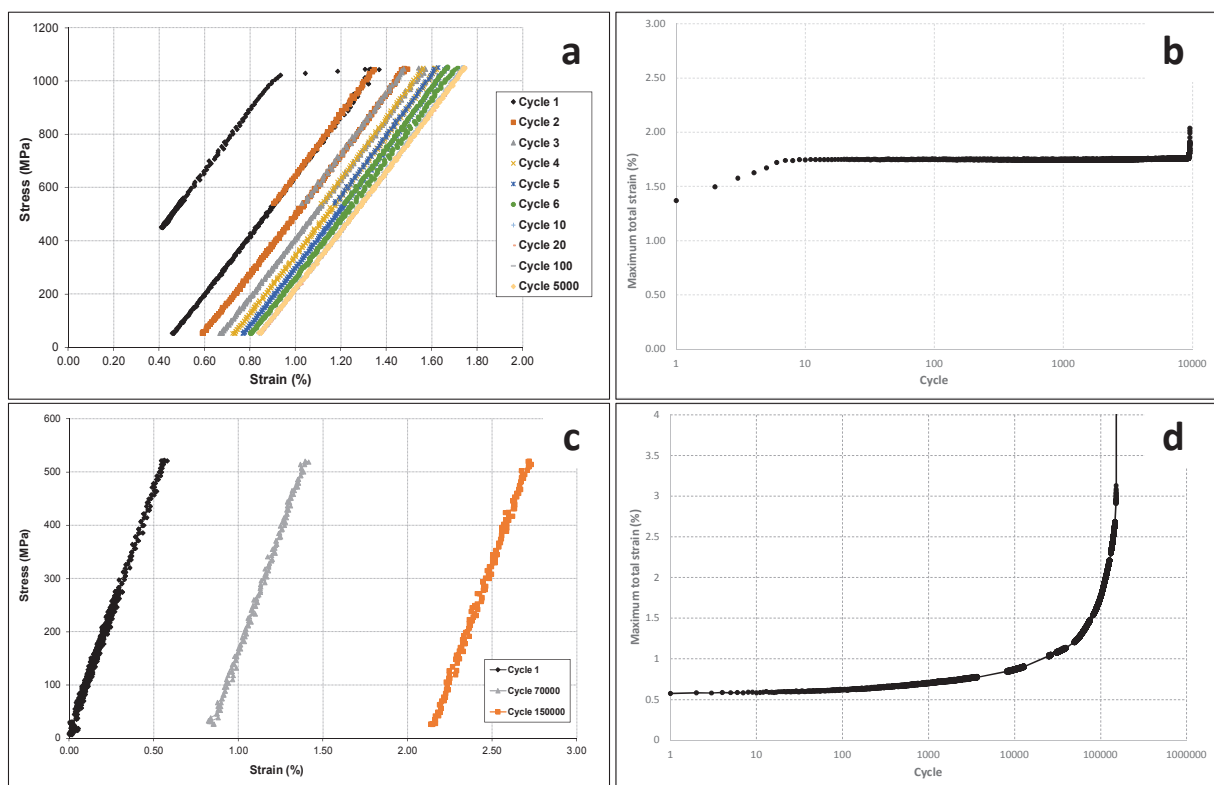 a
1200
1000
800
600
400
200
0
Stress (MPa)
0.00 0.20 0.40 0.60 0.80 1.00 1.20 1.40 1.60 1.80 2.00
Strain (%)
Cycle 1
Cycle 2
Cycle 3
Cycle 4
Cycle 5
Cycle 6
Cycle 10
Cycle 20
Cycle 100
Cycle 5000
b
3.00
2.50
2.00
1.50
1.00
0.50
0.00
Maximum total strain (%)
1 10 100 1000 10000
Cycle
c
600
500
400
300
200
100
0
Stress (MPa)
0.00 0.50 1.00 1.50 2.00 2.50 3.00
Strain (%)
Cycle 1
Cycle 70000
Cycle 150000
d
4
3.5
3
2.5
2
1.5
1
0.5
0
Maximum total strain (%)
1 10 100 1000 10000 100000 1000000
Cycle